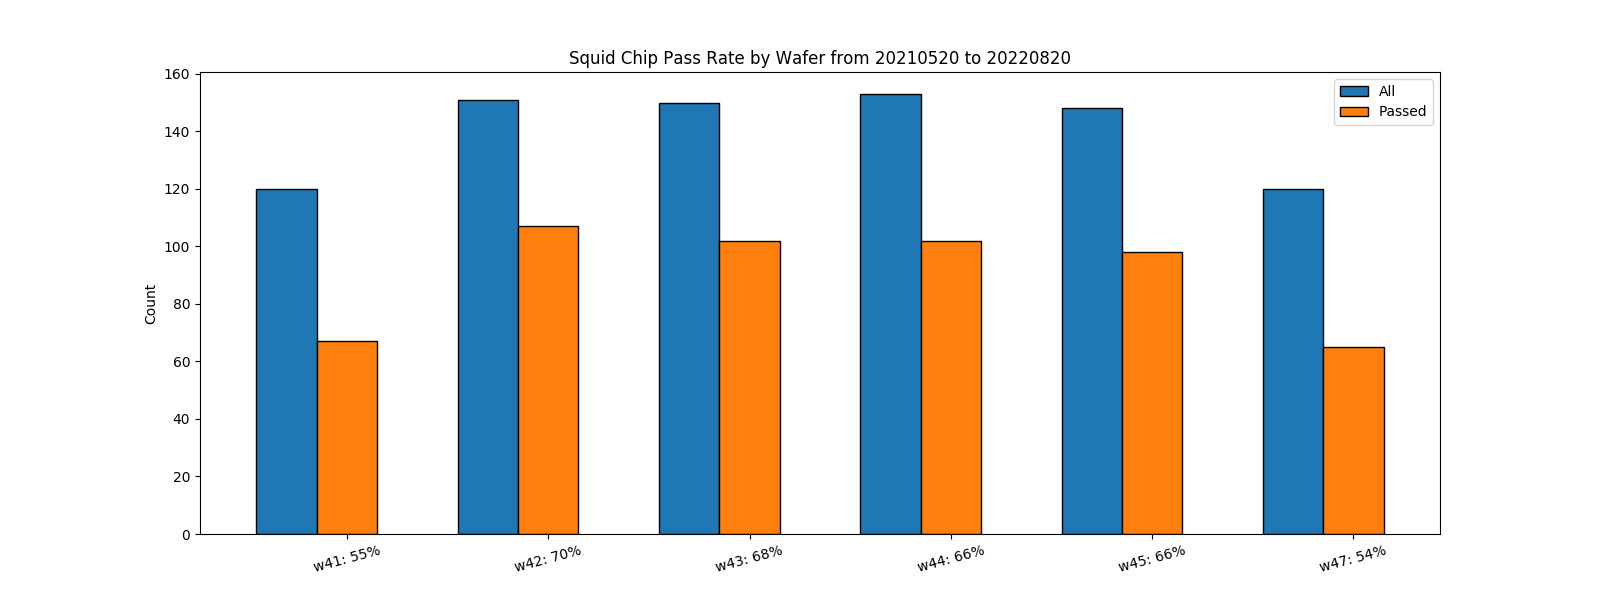 Squid Chip Pass Rate by Wafer from 20210520 to 20220820
160
140
120
100
80
60
40
20
0
Count
All
Passed
w41: 55%
w42: 70%
w43: 68%
w44: 66%
w45: 66%
w47: 54%